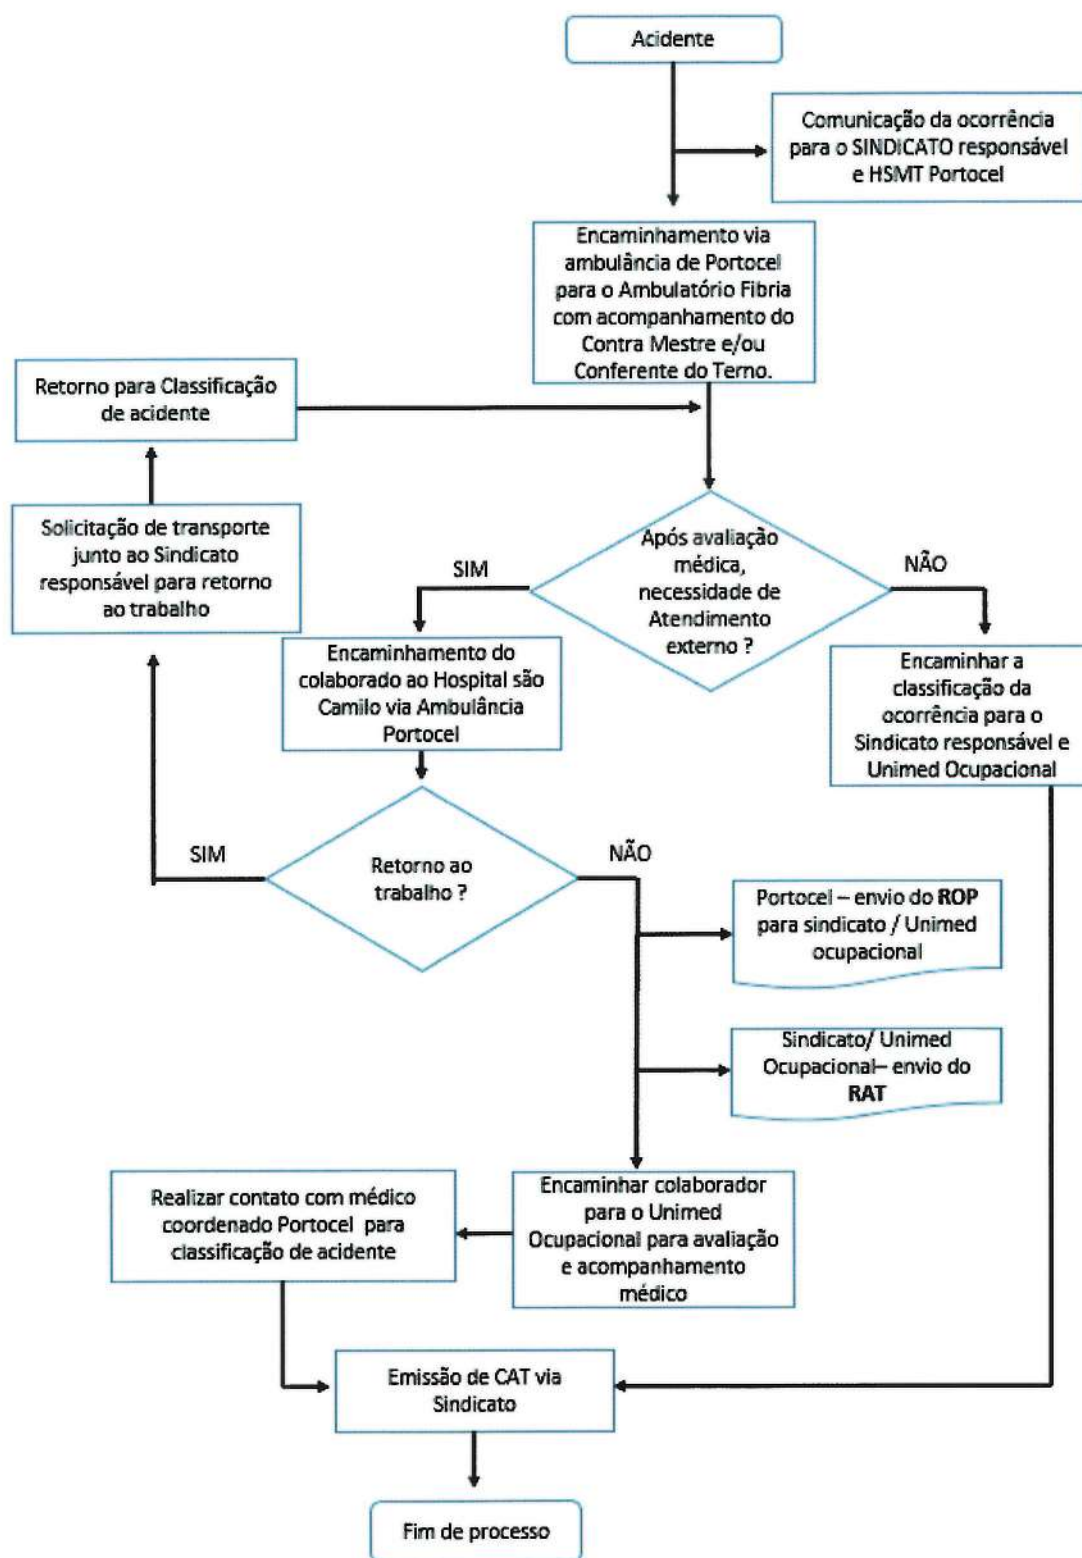 Acidente
Comunicação da ocorrência
para o SINDICATO responsável
e HSMT Portocel
Encaminhamento via
ambulância de Portocel
para o Ambulatório Fibria
com acompanhamento do
Contra Mestre e/ou
Conferente do Terno.
Retorno para Classificação
de acidente
Solicitação de transporte
junto ao Sindicato
responsável para retorno
ao trabalho
Após avaliação
médica,
necessidade de
Atendimento
externo ?
SIM
NÃO
Encaminhamento do
colaborado ao Hospital são
Camilo via Ambulância
Portocel
Encaminhar a
classificação da
ocorrência para o
Sindicato responsável e
Unimed Ocupacional
Retorno ao
trabalho ?
SIM
NÃO
Portocel – envio do ROP
para sindicato / Unimed
ocupacional
Sindicato/ Unimed
Ocupacional– envio do
RAT
Encaminhar colaborador
para o Unimed
Ocupacional para avaliação
e acompanhamento
médico
Realizar contato com médico
coordenado Portocel para
classificação de acidente
Emissão de CAT via
Sindicato
Fim de processo